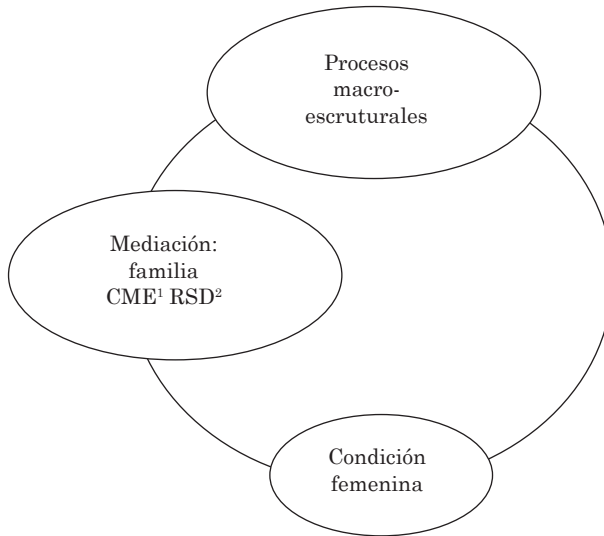 Procesos
macro-
escruturales
Mediación:
familia
CME¹ RSD²
Condición
femenina